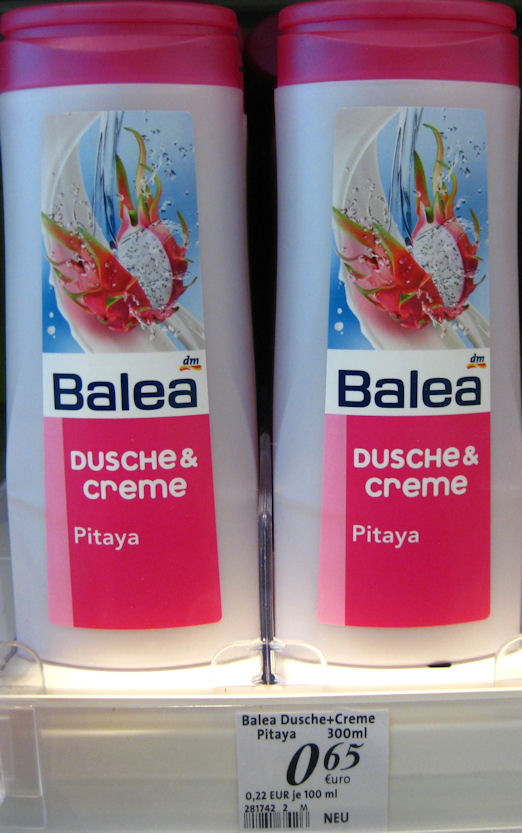 dm
Balea
DUSCHE &
creme
Pitaya
dm
Balea
DUSCHE &
creme
Pitaya
Balea Dusche+Creme
Pitaya 300ml
0 65
€uro
0,22 EUR je 100 ml
281742 2 M
NEU